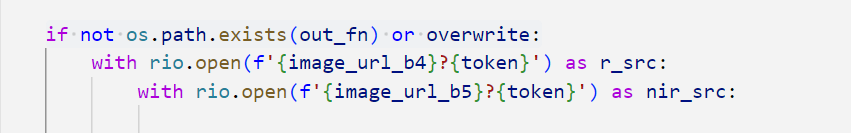 if not os.path.exists(out_fn) or overwrite:
with rio.open(f'{image_url_b4}?{token}') as r_src:
with rio.open(f'{image_url_b5}?{token}') as nir_src: